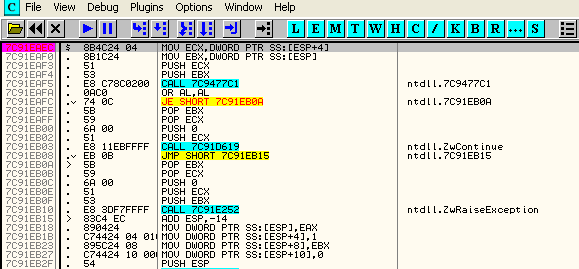 C File View Debug Plugins Options Window Help
L E M T W H C / K B R ... S
7C91EAEC $ 8B4C24 04 MOV ECX,DWORD PTR SS:[ESP+4]
7C91EAF0 . 8B1C24 MOV EBX,DWORD PTR SS:[ESP]
7C91EAF3 . 51 PUSH ECX
7C91EAF4 . 53 PUSH EBX
7C91EAF5 . E8 C78C0200 CALL 7C9477C1 ntdll.7C9477C1
7C91EAFA . 0AC0 OR AL,AL
7C91EAFC . 74 0C JE SHORT 7C91EB0A ntdll.7C91EB0A
7C91EAFE . 5B POP EBX
7C91EAFF . 59 POP ECX
7C91EB00 . 6A 00 PUSH 0
7C91EB02 . 51 PUSH ECX
7C91EB03 . E8 11EBFFFF CALL 7C91D619 ntdll.ZwContinue
7C91EB08 . EB 0B JMP SHORT 7C91EB15 ntdll.7C91EB15
7C91EB0A > 5B POP EBX
7C91EB0B . 59 POP ECX
7C91EB0C . 6A 00 PUSH 0
7C91EB0E . 51 PUSH ECX
7C91EB0F . 53 PUSH EBX
7C91EB10 . E8 3DF7FFFF CALL 7C91E252 ntdll.ZwRaiseException
7C91EB15 > 83C4 EC ADD ESP,-14
7C91EB18 . 890424 MOV DWORD PTR SS:[ESP],EAX
7C91EB1B . C74424 04 010 MOV DWORD PTR SS:[ESP+4],1
7C91EB23 . 895C24 08 MOV DWORD PTR SS:[ESP+8],EBX
7C91EB27 . C74424 10 000 MOV DWORD PTR SS:[ESP+10],0
7C91EB2F . 54 PUSH ESP